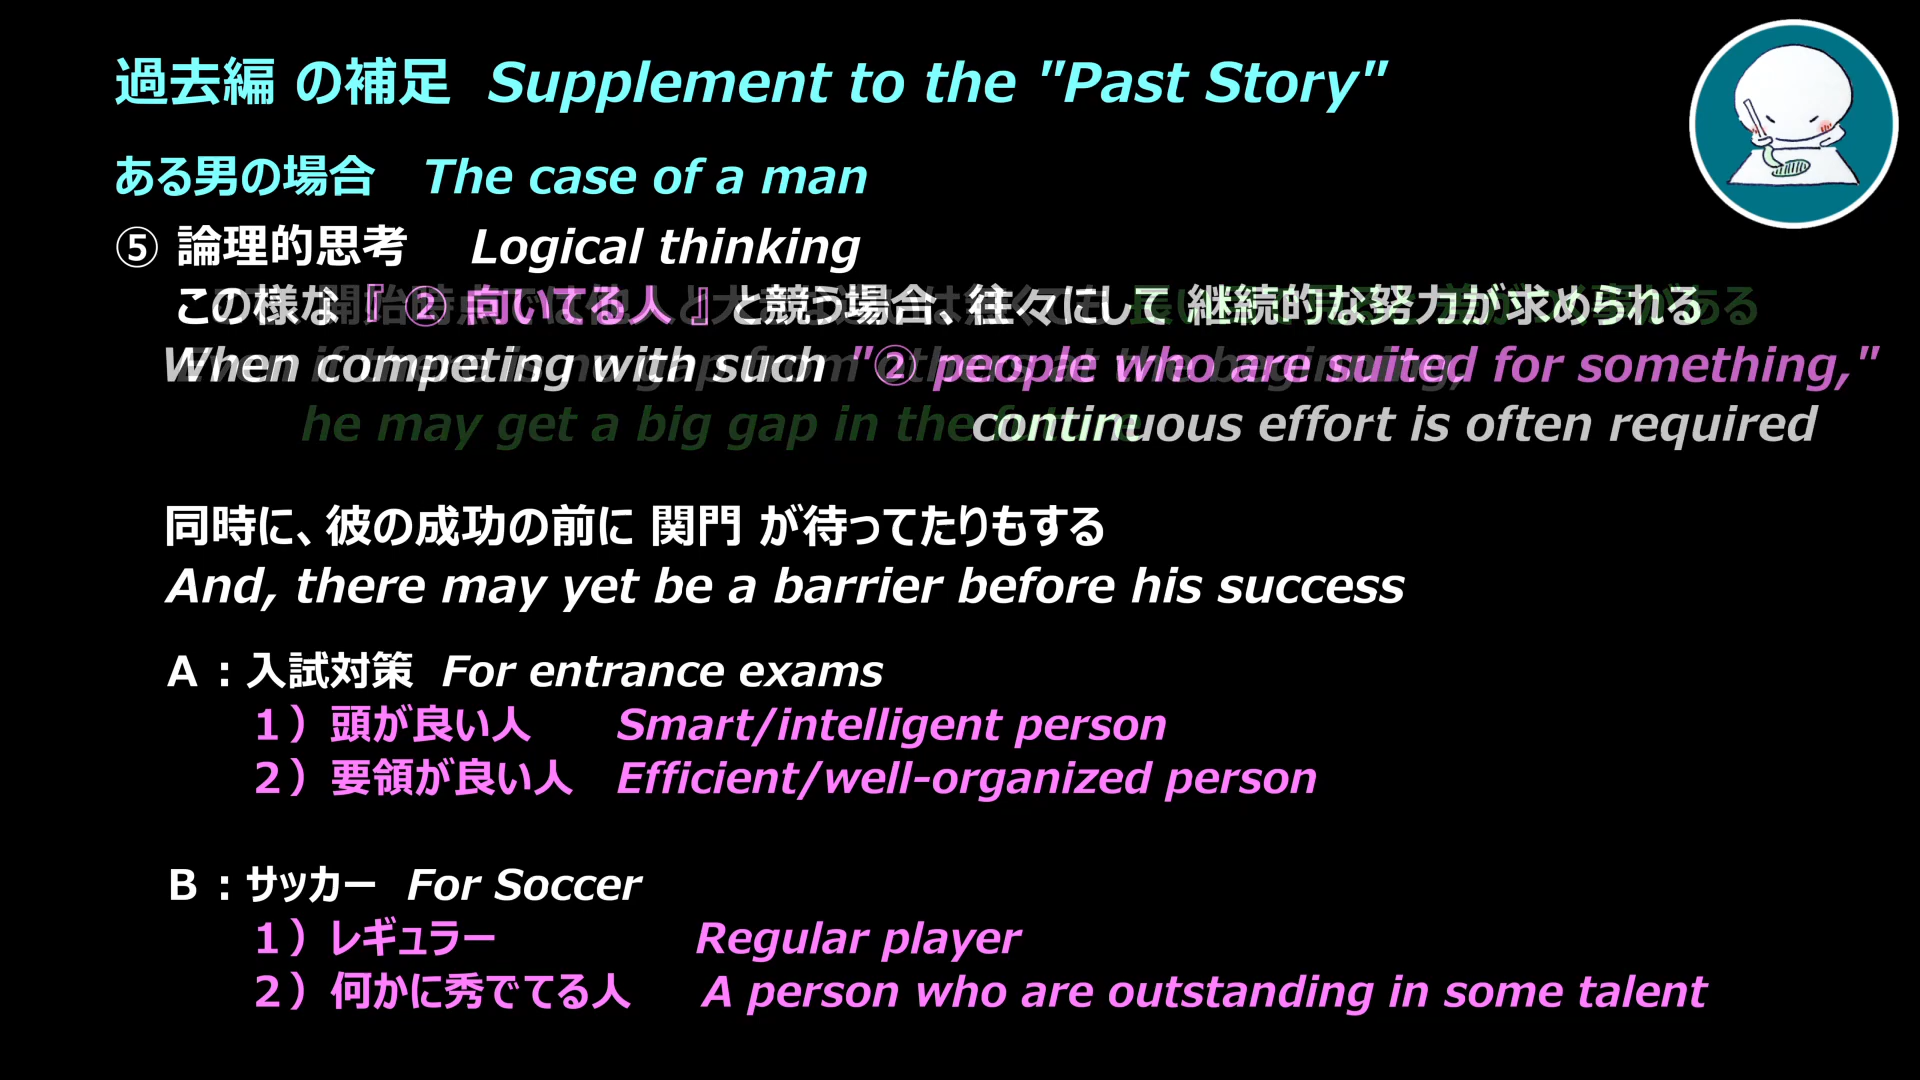 過去編 の補足 Supplement to the "Past Story"
ある男の場合 The case of a man
⑤ 論理的思考 Logical thinking
この様な『 ② 向いてる人 』と競う場合、往々にして 継続的な努力が求められる
When competing with such "② people who are suited for something,"
continuous effort is often required
he may get a big gap in the future
同時に、彼の成功の前に 関門 が待ってたりもする
And, there may yet be a barrier before his success
A : 入試対策 For entrance exams
1）頭が良い人 Smart/intelligent person
2）要領が良い人 Efficient/well-organized person
B : サッカー For Soccer
1）レギュラー Regular player
2）何かに秀でてる人 A person who are outstanding in some talent